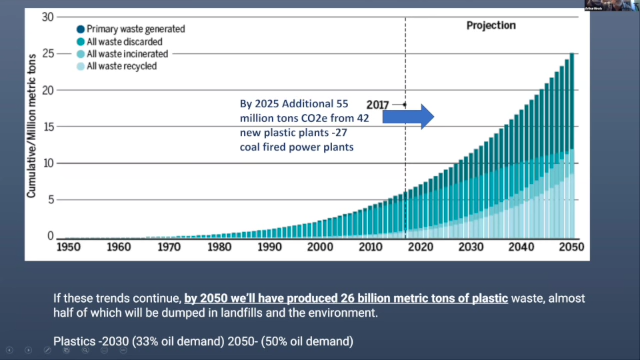 Projection
Primary waste generated
All waste discarded
All waste incinerated
All waste recycled
Cumulative/Million metric tons
30
25
20
15
10
5
0
2017
By 2025 Additional 55
million tons CO2e from 42
new plastic plants -27
coal fired power plants
1950 1960 1970 1980 1990 2000 2010 2020 2030 2040 2050
If these trends continue, by 2050 we'll have produced 26 billion metric tons of plastic waste, almost
half of which will be dumped in landfills and the environment.
Plastics -2030 (33% oil demand) 2050- (50% oil demand)